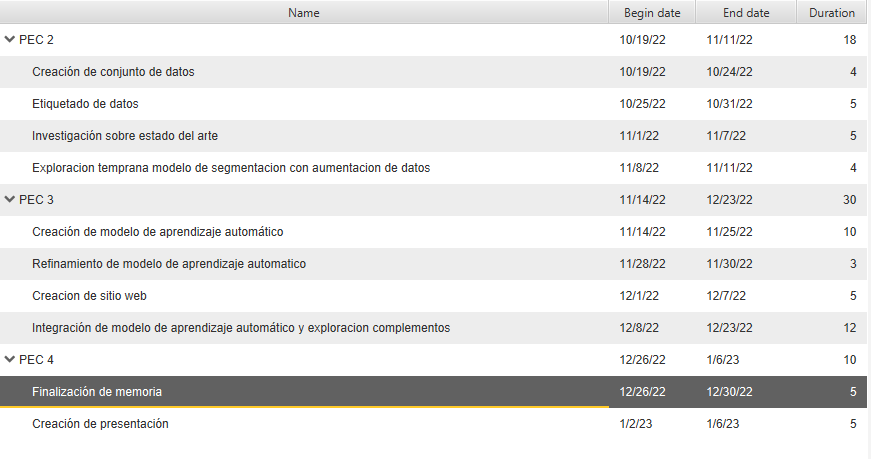 Name Begin date End date Duration
PEC 2 10/19/22 11/11/22 18
Creación de conjunto de datos 10/19/22 10/24/22 4
Etiquetado de datos 10/25/22 10/31/22 5
Investigación sobre estado del arte 11/1/22 11/7/22 5
Exploracion temprana modelo de segmentacion con aumentacion de datos 11/8/22 11/11/22 4
PEC 3 11/14/22 12/23/22 30
Creación de modelo de aprendizaje automático 11/14/22 11/25/22 10
Refinamiento de modelo de aprendizaje automatico 11/28/22 11/30/22 3
Creacion de sitio web 12/1/22 12/7/22 5
Integración de modelo de aprendizaje automático y exploracion complementos 12/8/22 12/23/22 12
PEC 4 12/26/22 1/6/23 10
Finalización de memoria 12/26/22 12/30/22 5
Creación de presentación 1/2/23 1/6/23 5